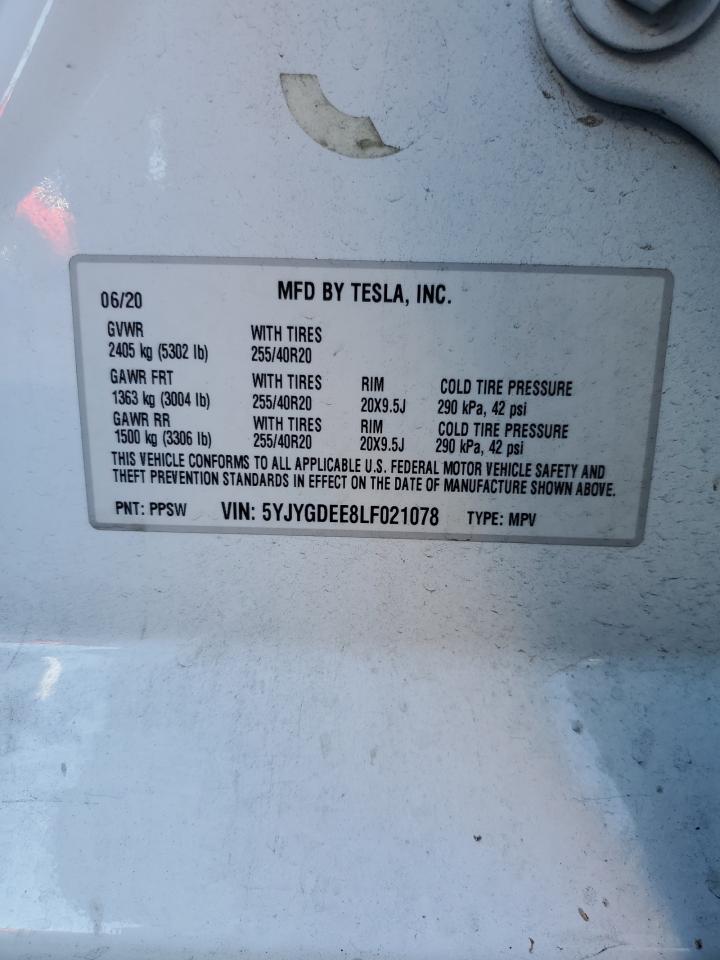 06/20 MFD BY TESLA, INC.
GVWR WITH TIRES
2405 kg (5302 lb) 255/40R20
GAWR FRT WITH TIRES RIM COLD TIRE PRESSURE
1363 kg (3004 lb) 255/40R20 20X9.5J 290 kPa, 42 psi
GAWR RR WITH TIRES RIM COLD TIRE PRESSURE
1500 kg (3306 lb) 255/40R20 20X9.5J 290 kPa, 42 psi
THIS VEHICLE CONFORMS TO ALL APPLICABLE U.S. FEDERAL MOTOR VEHICLE SAFETY AND
THEFT PREVENTION STANDARDS IN EFFECT ON THE DATE OF MANUFACTURE SHOWN ABOVE.
PNT: PPSW VIN: 5YJYGDEE8LF021078 TYPE: MPV